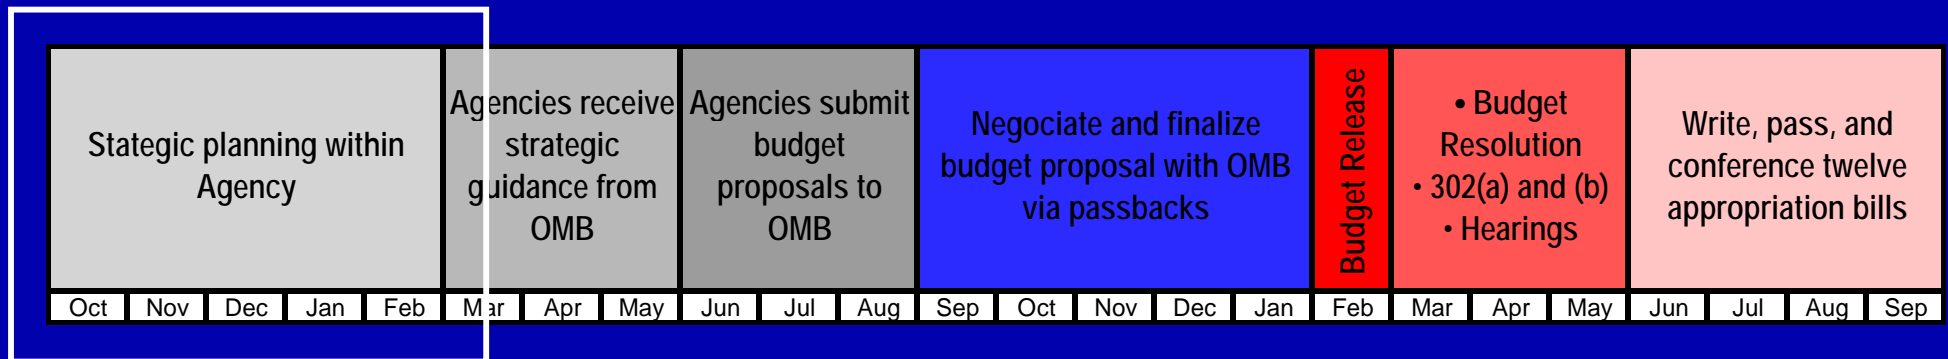 Stategic planning within
Agency
Agencies receive
strategic
guidance from
OMB
Agencies submit
budget
proposals to
OMB
Negociate and finalize
budget proposal with OMB
via passbacks
Budget Release
• Budget
Resolution
• 302(a) and (b)
• Hearings
Write, pass, and
conference twelve
appropriation bills
Oct Nov Dec Jan Feb Mar Apr May Jun Jul Aug Sep Oct Nov Dec Jan Feb Mar Apr May Jun Jul Aug Sep